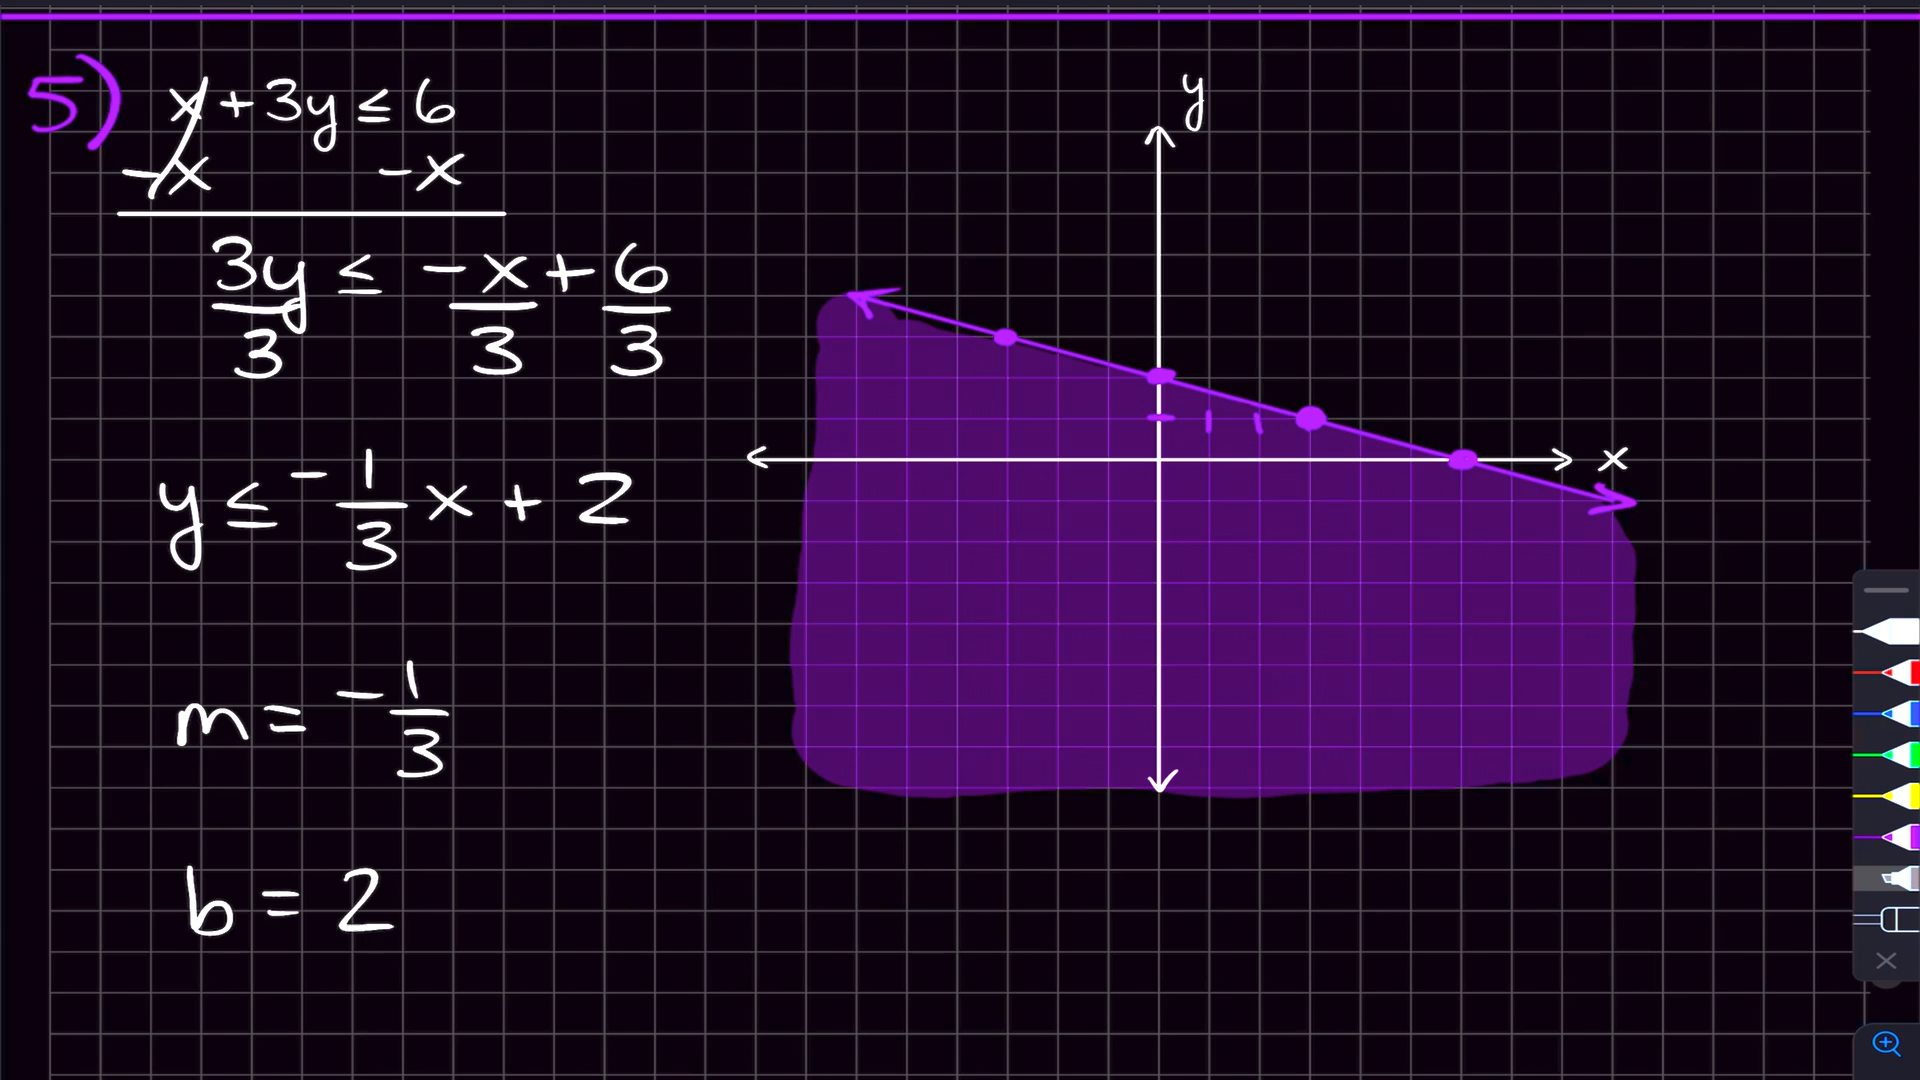 5) x + 3y ≤ 6
-x -x
3y/3 ≤ -x/3 + 6/3
y ≤ -1/3 x + 2
m = -1/3
b = 2
y
x